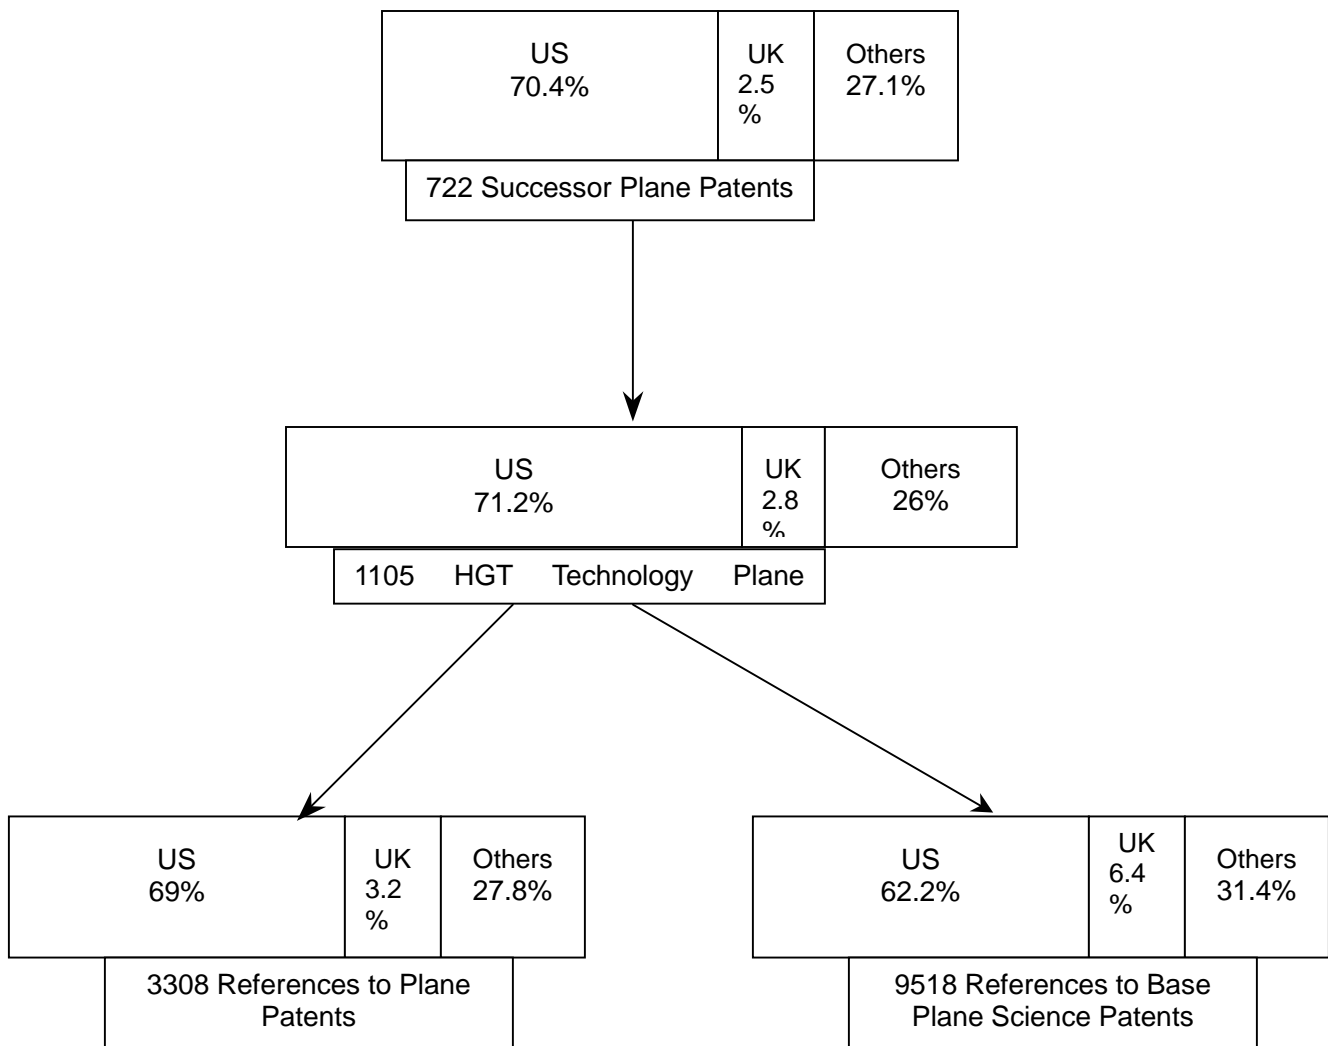 US
70.4%
UK
2.5
%
Others
27.1%
722 Successor Plane Patents
US
71.2%
UK
2.8
%
Others
26%
1105 HGT Technology Plane
US
69%
UK
3.2
%
Others
27.8%
3308 References to Plane
Patents
US
62.2%
UK
6.4
%
Others
31.4%
9518 References to Base
Plane Science Patents